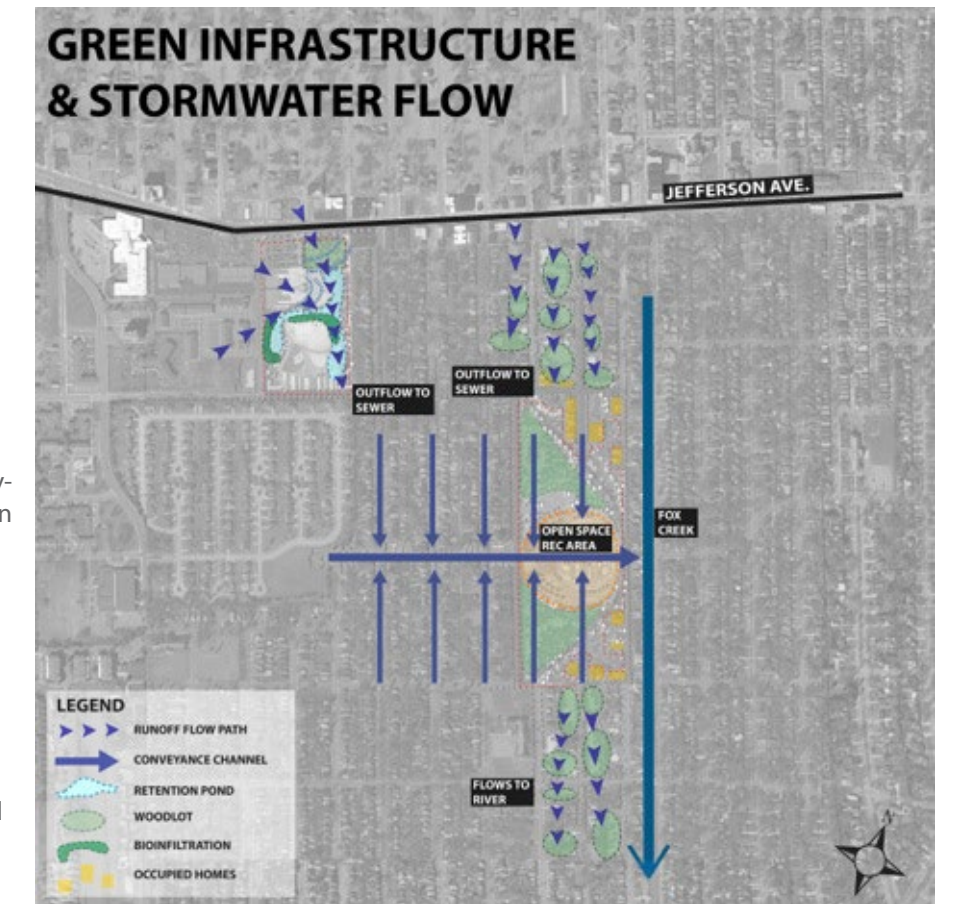 GREEN INFRASTRUCTURE
& STORMWATER FLOW
JEFFERSON AVE.
OUTFLOW TO
SEWER
OUTFLOW TO
SEWER
OPEN SPACE
REC AREA
FOX
CREEK
FLOWS TO
RIVER
LEGEND
RUNOFF FLOW PATH
CONVEYANCE CHANNEL
RETENTION POND
WOODLOT
BIOINFILTRATION
OCCUPIED HOMES
N